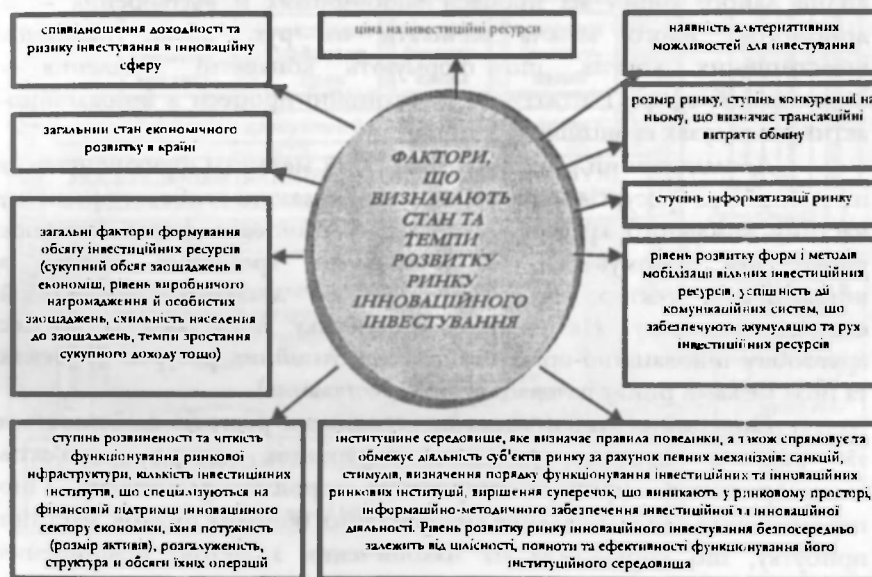 співвідношення доходності та
ризику інвестування в інноваційну
сферу
ціна на інвестиційні ресурси
наявність альтернативних
можливостей для інвестування
загальний стан економічного
розвитку в країні
розмір ринку, ступінь конкуренції на
ньому, що визначає трансакційні
витрати обміну
ступінь інформатизації ринку
загальні фактори формування
обсягу інвестиційних ресурсів
(сукупний обсяг заощаджень в
економіці, рівень виробничого
нагромадження й особистих
заощаджень, схильність населення
до заощаджень, темпи зростання
сукупного доходу тощо)
ФАКТОРИ,
ЩО
ВИЗНАЧАЮТЬ
СТАН ТА
ТЕМПИ
РОЗВИТКУ
РИНКУ
ІННОВАЦІЙНОГО
ІНВЕСТУВАННЯ
рівень розвитку форм і методів
мобілізації вільних інвестиційних
ресурсів, успішність дії
комунікаційних систем, що
забезпечують акумуляцію та рух
інвестиційних ресурсів
ступінь розвиненості та чіткість
функціонування ринкової
інфраструктури, кількість інвестиційних
інститутів, що спеціалізуються на
фінансовій підтримці інноваційного
сектору економіки, їхня потужність
(розмір активів), розгалуженість,
структура и обсяги їхніх операцій
інституційне середовище, яке визначає правила поведінки, а також спрямовує та
обмежує діяльність суб'єктів ринку за рахунок певних механізмів: санкцій,
стимулів, визначення порядку функціонування інвестиційних та інноваційних
ринкових інституцій, вирішення суперечок, що виникають у ринковому просторі,
інформаційно-методичного забезпечення інвестиційної та інноваційної
діяльності. Рівень розвитку ринку інноваційного інвестування безпосередньо
залежить від цілісності, повноти та ефективності функціонування його
інституційного середовища